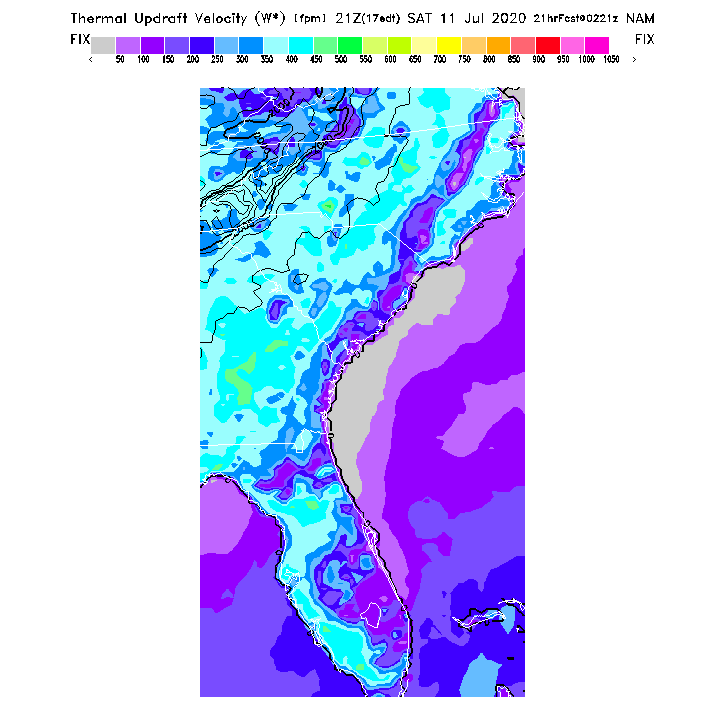 Thermal Updraft Velocity (W*) [fpm] 21Z(17edt) SAT 11 Jul 2020 21hrFcst@0221z NAM
FIX FIX
< 50 100 150 200 250 300 350 400 450 500 550 600 650 700 750 800 850 900 950 1000 1050 >